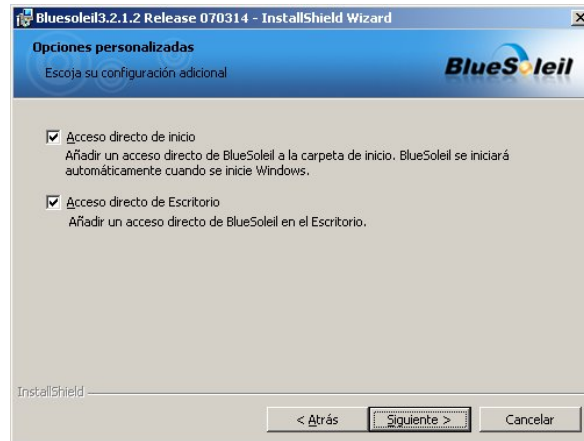 Bluesoleil3.2.1.2 Release 070314 - InstallShield Wizard
Opciones personalizadas
Escoja su configuración adicional
BlueSoleil
Acceso directo de inicio
Añadir un acceso directo de BlueSoleil a la carpeta de inicio. BlueSoleil se iniciará
automáticamente cuando se inicie Windows.
Acceso directo de Escritorio
Añadir un acceso directo de BlueSoleil en el Escritorio.
InstallShield
< Atrás
Siguiente >
Cancelar